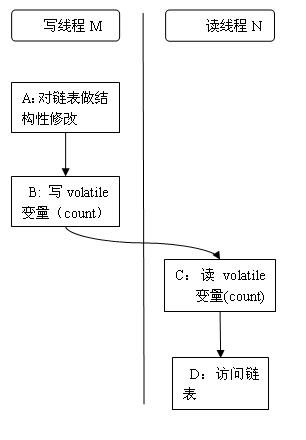 写线程 M
读线程 N
A:对链表做结
构性修改
B: 写 volatile
变量（count）
C：读 volatile
变量(count)
D：访问链
表